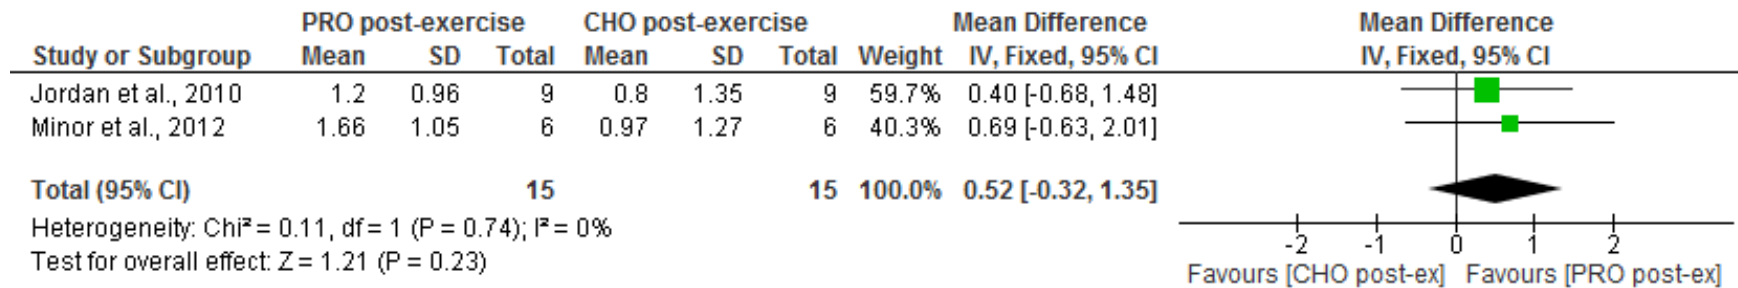 PRO post-exercise CHO post-exercise Mean Difference Mean Difference
Study or Subgroup Mean SD Total Mean SD Total Weight IV, Fixed, 95% CI IV, Fixed, 95% CI
Jordan et al., 2010 1.2 0.96 9 0.8 1.35 9 59.7% 0.40 [-0.68, 1.48]
Minor et al., 2012 1.66 1.05 6 0.97 1.27 6 40.3% 0.69 [-0.63, 2.01]
Total (95% CI) 15 15 100.0% 0.52 [-0.32, 1.35]
Heterogeneity: Chi² = 0.11, df = 1 (P = 0.74); I² = 0%
Test for overall effect: Z = 1.21 (P = 0.23)
-2 -1 0 1 2
Favours [CHO post-ex] Favours [PRO post-ex]